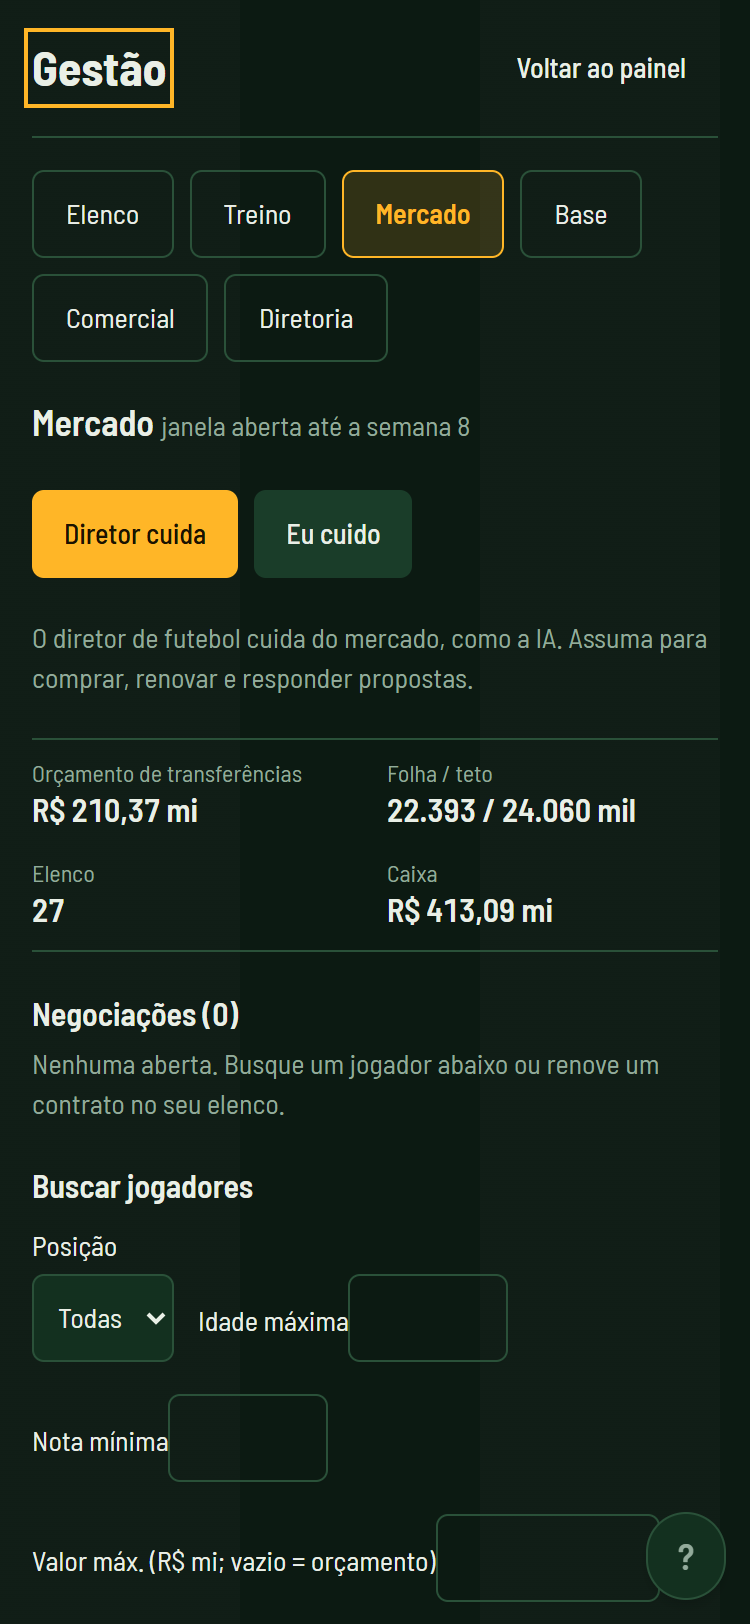 Gestão
Voltar ao painel
Elenco
Treino
Mercado
Base
Comercial
Diretoria
Mercado janela aberta até a semana 8
Diretor cuida
Eu cuido
O diretor de futebol cuida do mercado, como a IA. Assuma para
comprar, renovar e responder propostas.
Orçamento de transferências
Folha / teto
R$ 210,37 mi
22.393 / 24.060 mil
Elenco
Caixa
27
R$ 413,09 mi
Negociações (0)
Nenhuma aberta. Busque um jogador abaixo ou renove um
contrato no seu elenco.
Buscar jogadores
Posição
Todas
Idade máxima
Nota mínima
Valor máx. (R$ mi; vazio = orçamento)
?